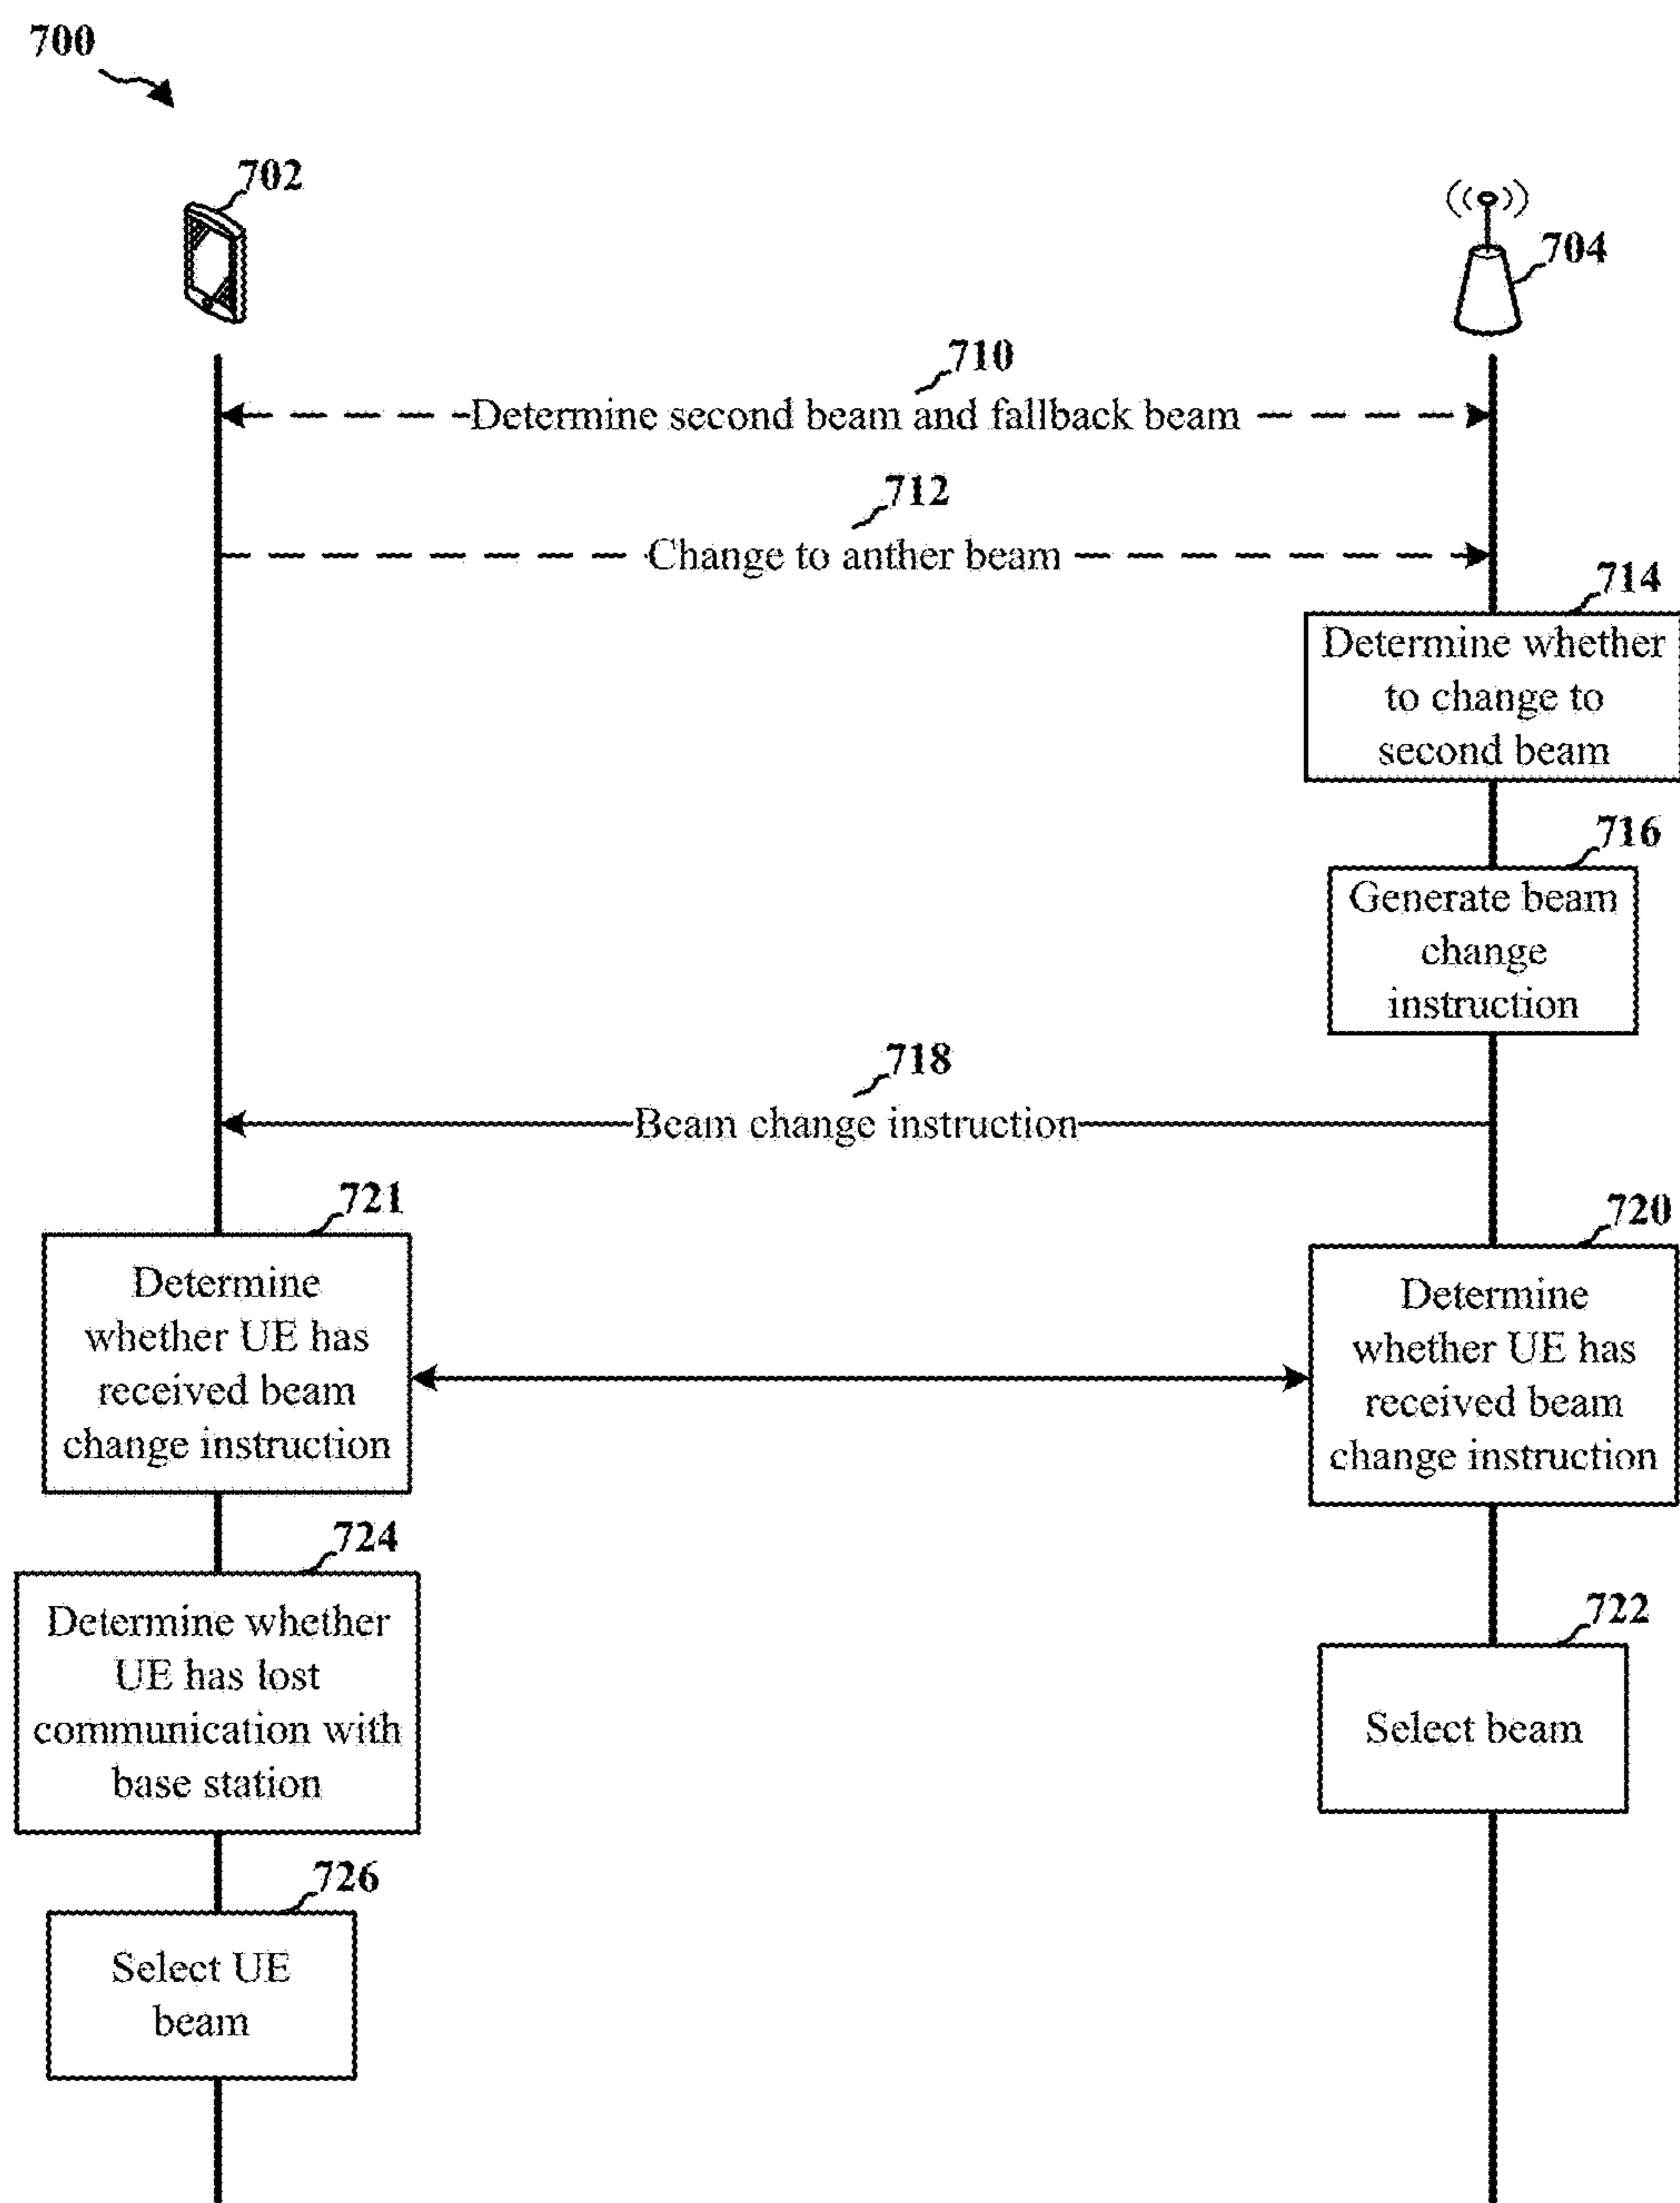 700
702
704
710
Determine second beam and fallback beam
712
Change to anther beam
714
Determine whether
to change to
second beam
716
Generate beam
change
instruction
718
Beam change instruction
721
Determine
whether UE has
received beam
change instruction
720
Determine
whether UE has
received beam
change instruction
724
Determine whether
UE has lost
communication with
base station
722
Select beam
726
Select UE
beam